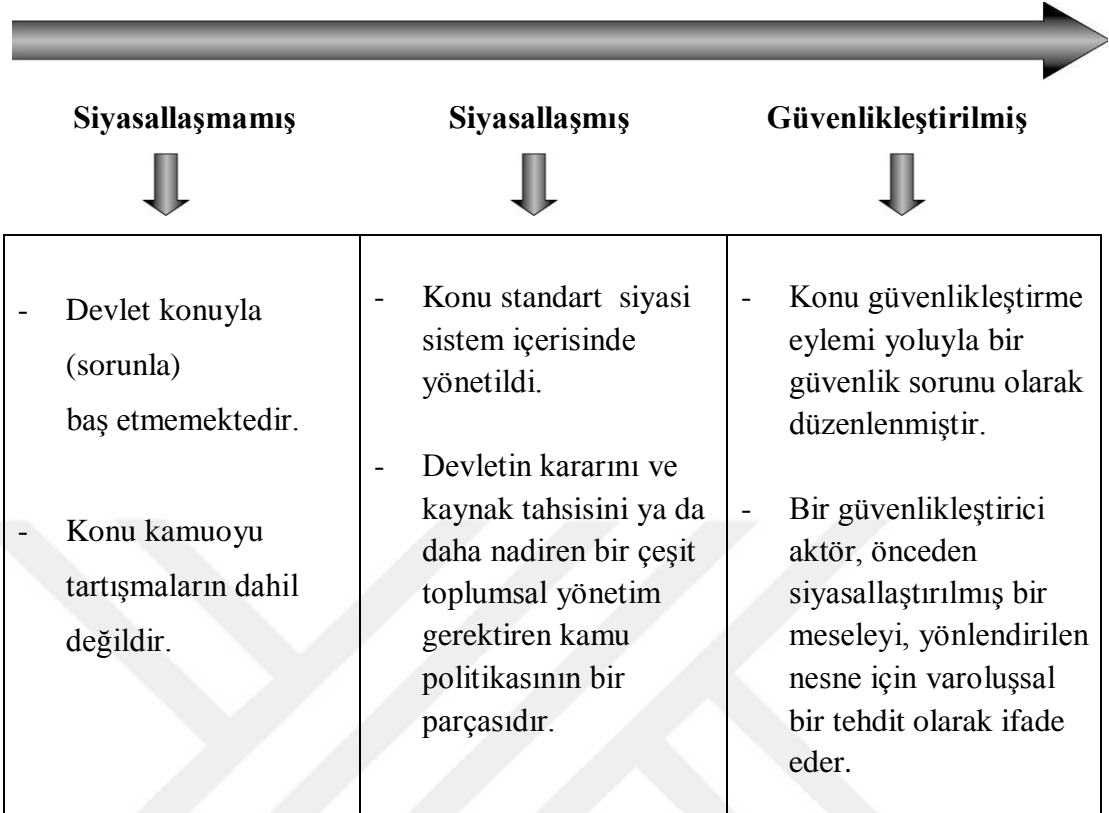 Siyasallaşmamış
Siyasallaşmış
Güvenlikleştirilmiş
- Devlet konuyla
(sorunla)
baş etmemektedir.
- Konu kamuoyu
tartışmaların dahil
değildir.
- Konu standart siyasi
sistem içerisinde
yönetildi.
- Devletin kararını ve
kaynak tahsisini ya da
daha nadiren bir çeşit
toplumsal yönetim
gerektiren kamu
politikasının bir
parçasıdır.
- Konu güvenlikleştirme
eylemi yoluyla bir
güvenlik sorunu olarak
düzenlenmiştir.
- Bir güvenlikleştirici
aktör, önceden
siyasallaştırılmış bir
meseleyi, yönlendirilen
nesne için varoluşsal
bir tehdit olarak ifade
eder.